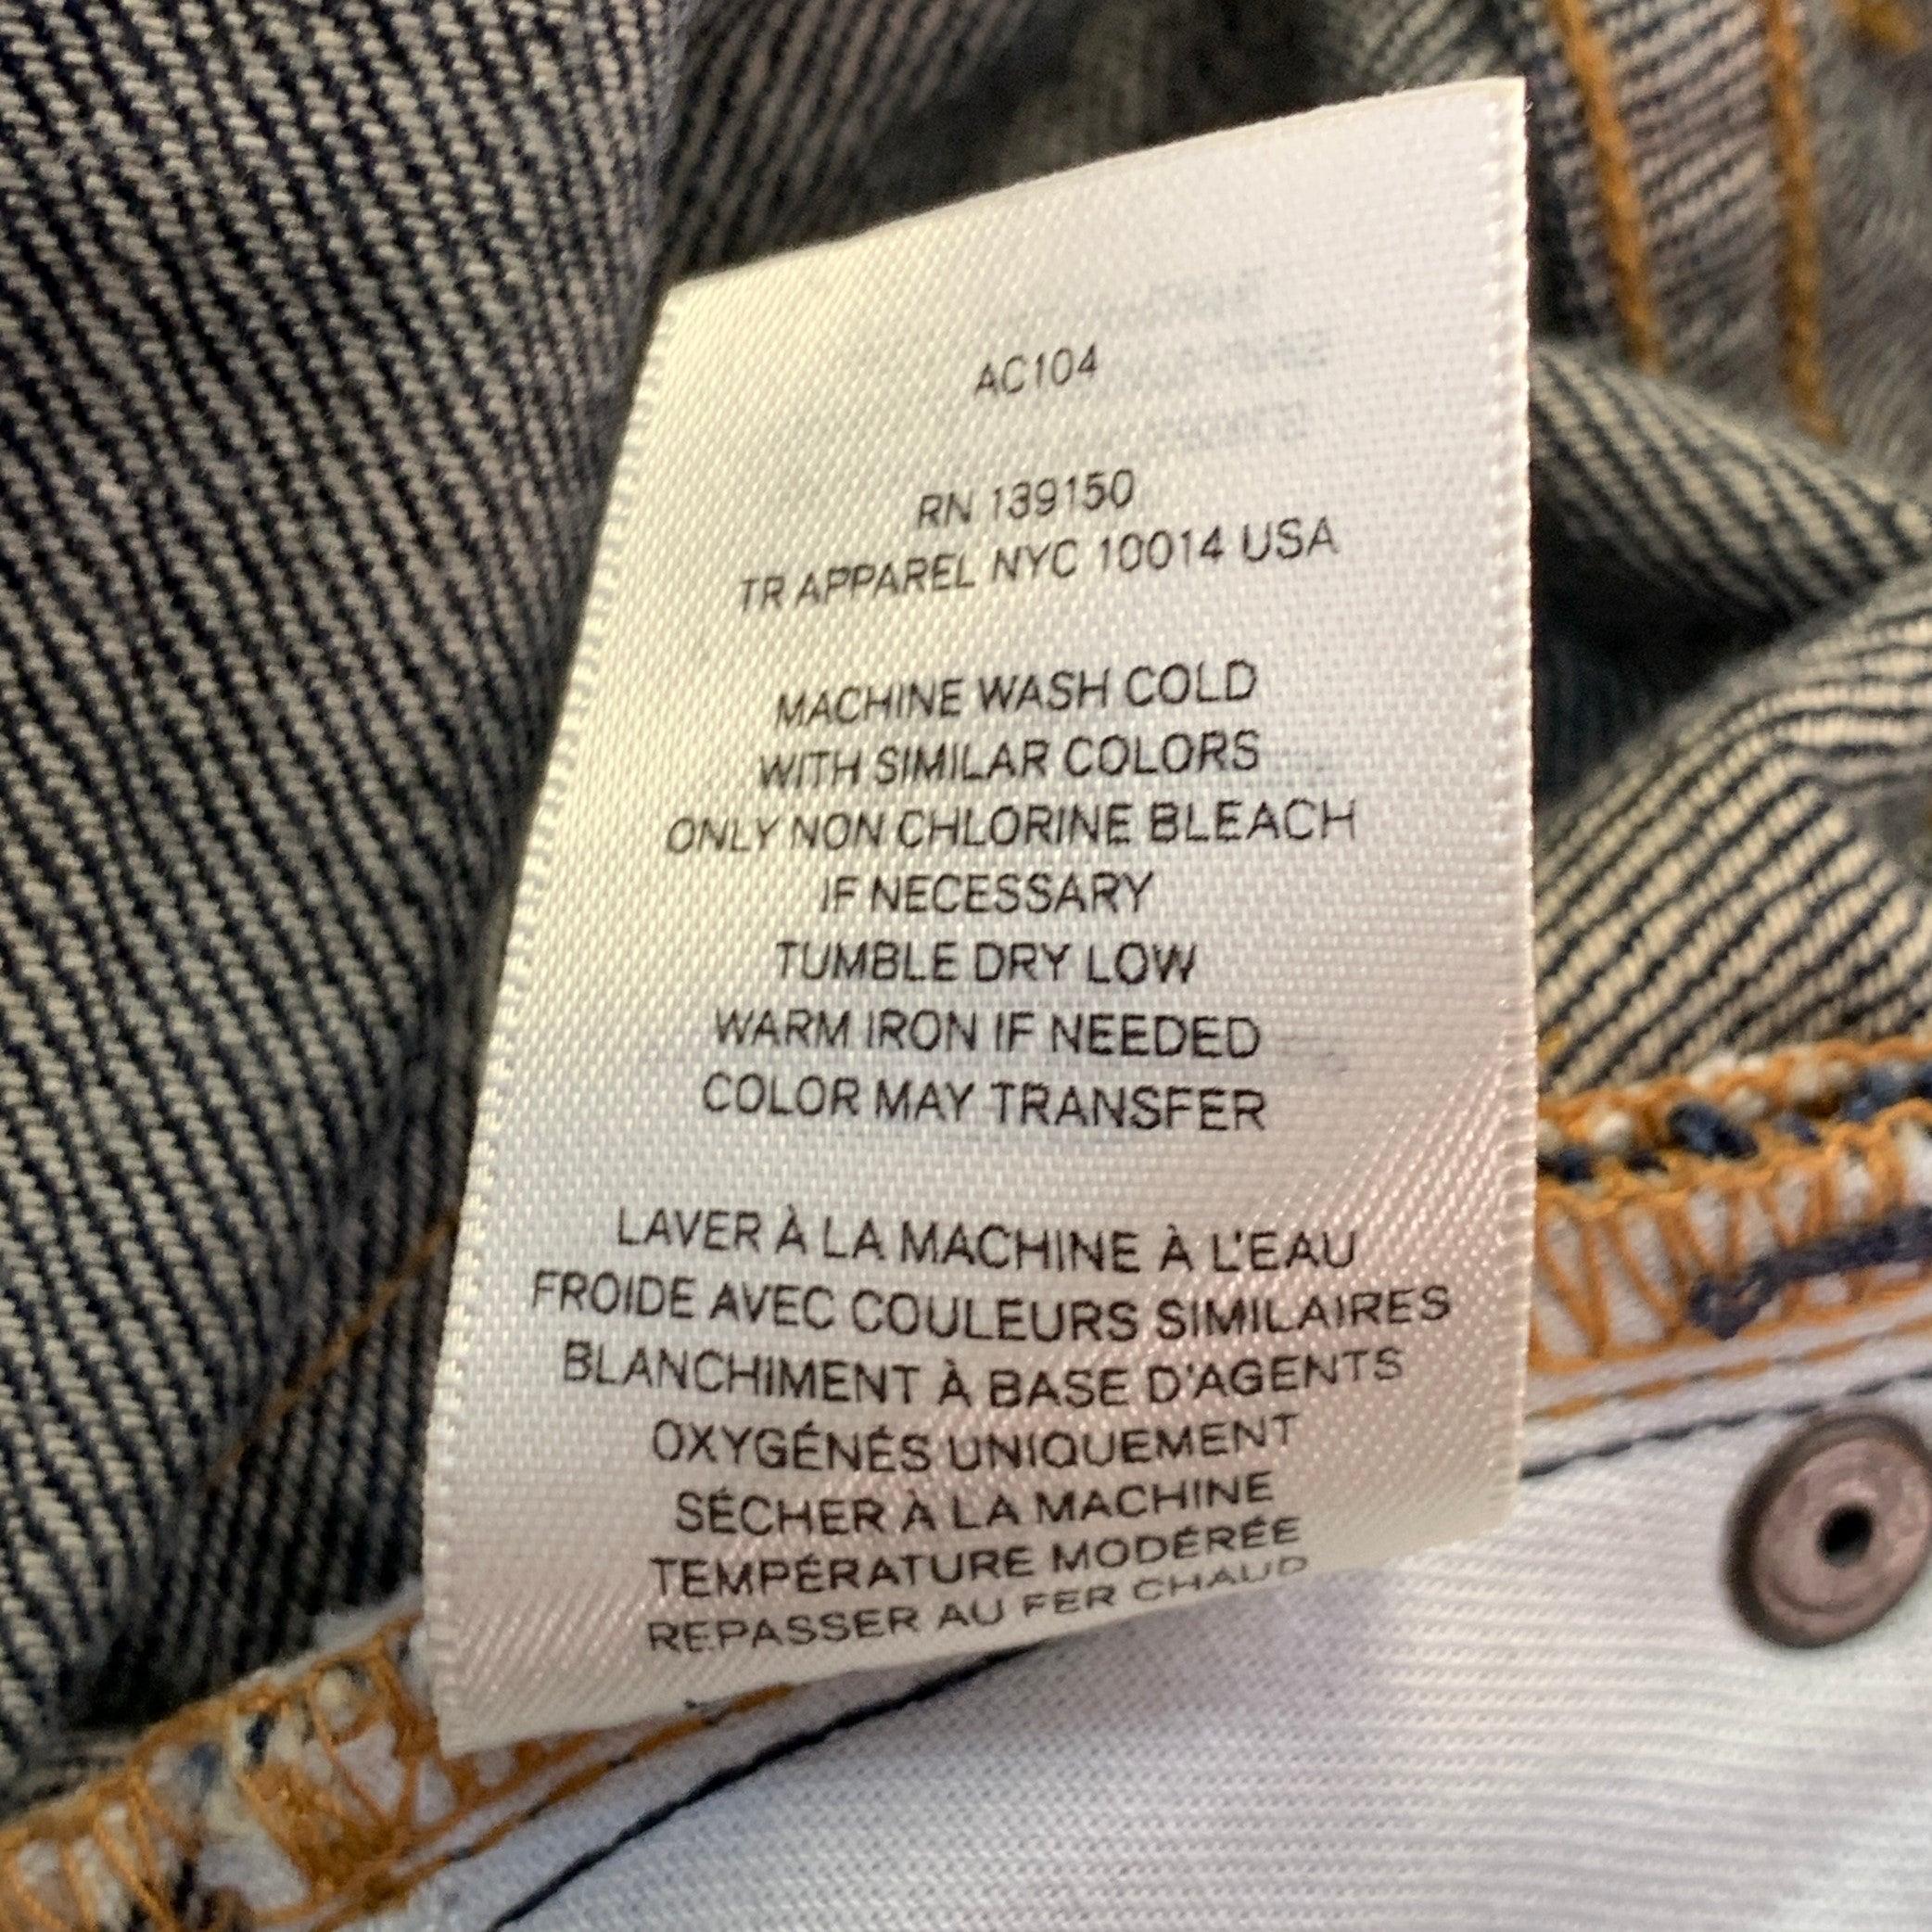 AC104
RN 139150
TR APPAREL NYC 10014 USA
MACHINE WASH COLD
WITH SIMILAR COLORS
ONLY NON CHLORINE BLEACH
IF NECESSARY
TUMBLE DRY LOW
WARM IRON IF NEEDED
COLOR MAY TRANSFER
LAVER À LA MACHINE À L'EAU
FROIDE AVEC COULEURS SIMILAIRES
BLANCHIMENT À BASE D'AGENTS
OXYGÉNÉS UNIQUEMENT
SÉCHER À LA MACHINE
TEMPÉRATURE MODÉRÉE
REPASSER AU FER CHAUD